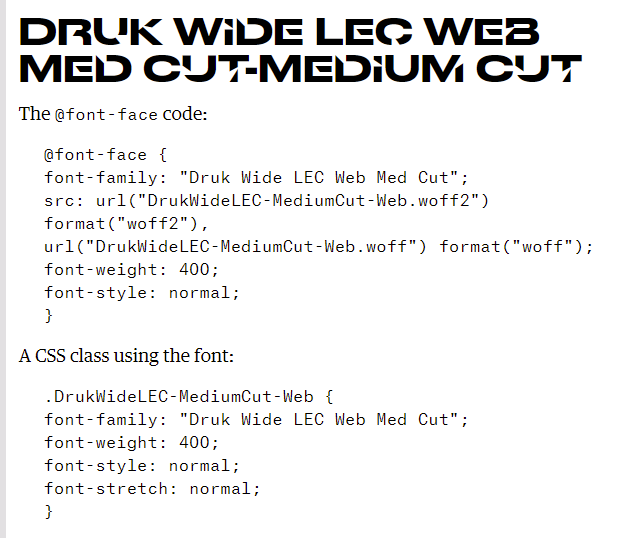 DRUK WiDE LEC WEB
MED CUT-MEDiUM CUT
The @font-face code:
@font-face {
font-family: "Druk Wide LEC Web Med Cut";
src: url("DrukWideLEC-MediumCut-Web.woff2")
format("woff2"),
url("DrukWideLEC-MediumCut-Web.woff") format("woff");
font-weight: 400;
font-style: normal;
}
A CSS class using the font:
.DrukWideLEC-MediumCut-Web {
font-family: "Druk Wide LEC Web Med Cut";
font-weight: 400;
font-style: normal;
font-stretch: normal;
}